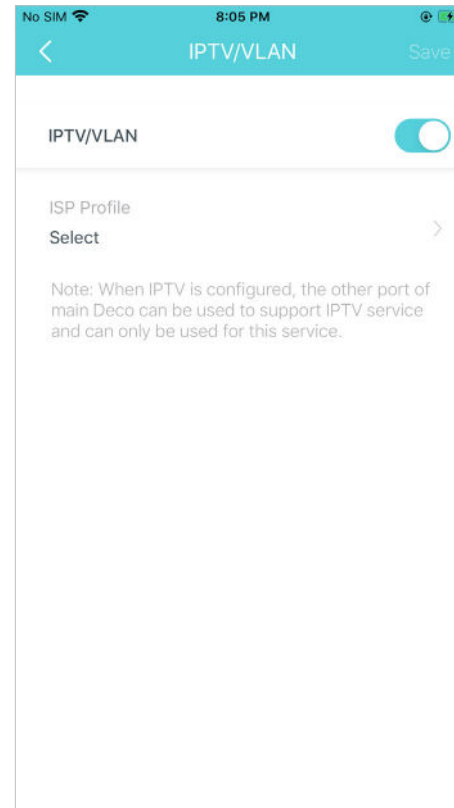 No SIM 8:05 PM
IPTV/VLAN Save
IPTV/VLAN
ISP Profile
Select
Note: When IPTV is configured, the other port of
main Deco can be used to support IPTV service
and can only be used for this service.